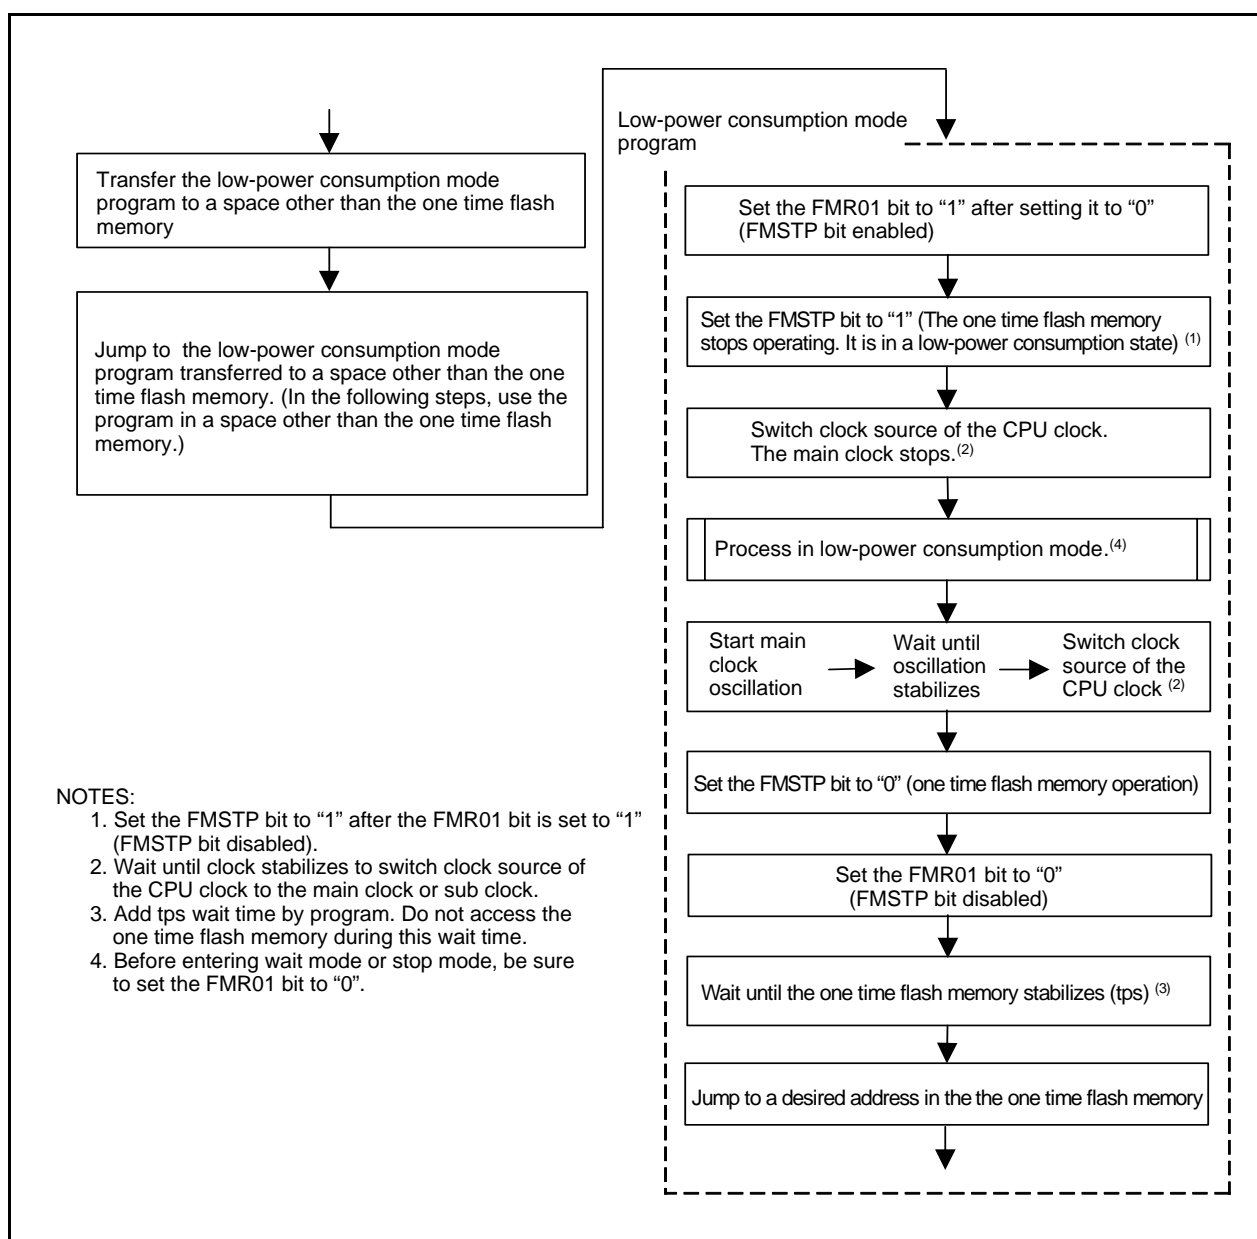 Transfer the low-power consumption mode
program to a space other than the one time flash
memory
Jump to  the low-power consumption mode
program transferred to a space other than the one
time flash memory. (In the following steps, use the
program in a space other than the one time flash
memory.)
Low-power consumption mode
program
Set the FMR01 bit to “1” after setting it to “0”
(FMSTP bit enabled)
Set the FMSTP bit to “1” (The one time flash memory
stops operating. It is in a low-power consumption state) (1)
Switch clock source of the CPU clock.
The main clock stops.(2)
Process in low-power consumption mode.(4)
Start main
clock
oscillation
Wait until
oscillation
stabilizes
Switch clock
source of the
CPU clock (2)
Set the FMSTP bit to “0” (one time flash memory operation)
Set the FMR01 bit to “0”
(FMSTP bit disabled)
Wait until the one time flash memory stabilizes (tps) (3)
Jump to a desired address in the the one time flash memory
NOTES:
1. Set the FMSTP bit to “1” after the FMR01 bit is set to “1”
(FMSTP bit disabled).
2. Wait until clock stabilizes to switch clock source of
the CPU clock to the main clock or sub clock.
3. Add tps wait time by program. Do not access the
one time flash memory during this wait time.
4. Before entering wait mode or stop mode, be sure
to set the FMR01 bit to “0”.